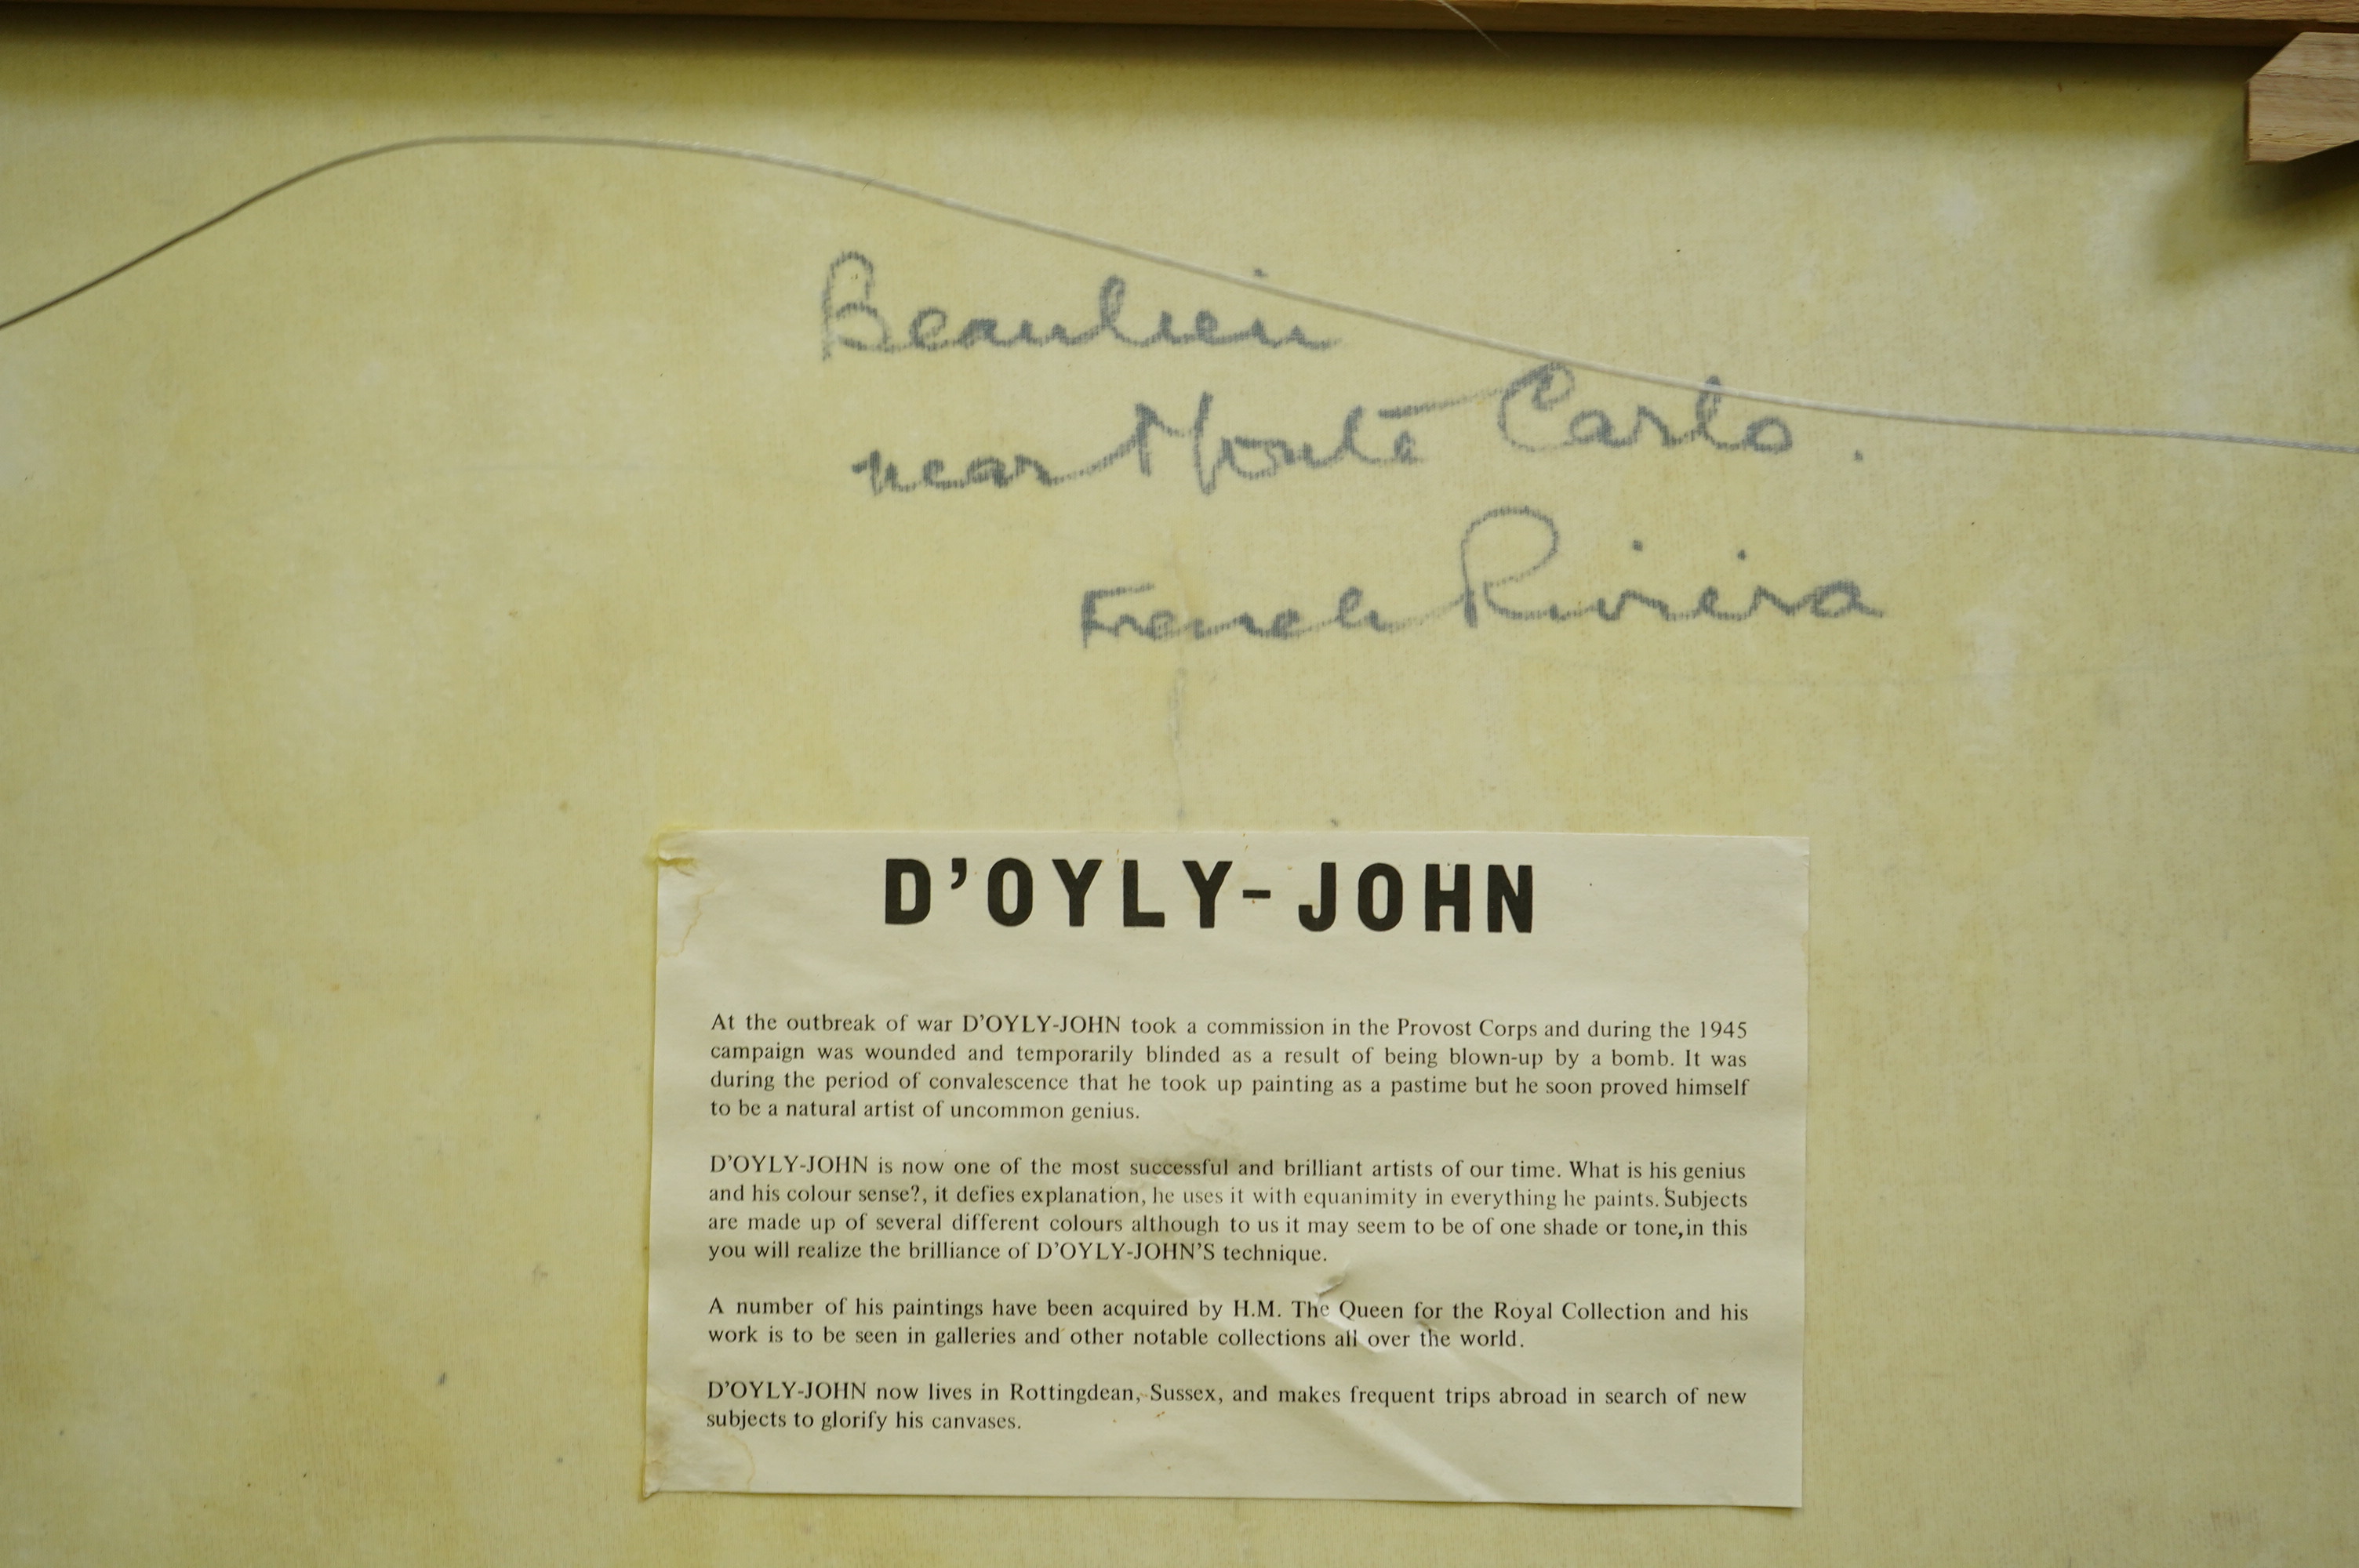 Beaulieu
near Monte Carlo.
French Riviera
D'OYLY-JOHN
At the outbreak of war D'OYLY-JOHN took a commission in the Provost Corps and during the 1945
campaign was wounded and temporarily blinded as a result of being blown-up by a bomb. It was
during the period of convalescence that he took up painting as a pastime but he soon proved himself
to be a natural artist of uncommon genius.
D'OYLY-JOHN is now one of the most successful and brilliant artists of our time. What is his genius
and his colour sense?, it defies explanation, he uses it with equanimity in everything he paints. Subjects
are made up of several different colours although to us it may seem to be of one shade or tone, in this
you will realize the brilliance of D'OYLY-JOHN'S technique.
A number of his paintings have been acquired by H.M. The Queen for the Royal Collection and his
work is to be seen in galleries and other notable collections all over the world.
D'OYLY-JOHN now lives in Rottingdean, Sussex, and makes frequent trips abroad in search of new
subjects to glorify his canvases.